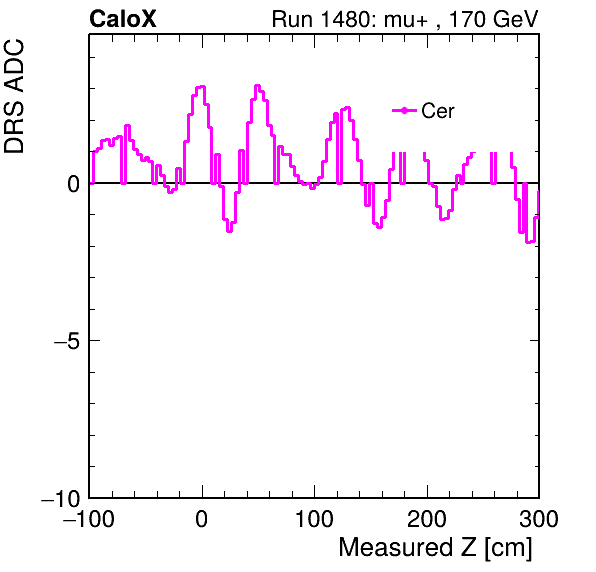 CaloX Run 1480: mu+ , 170 GeV
DRS ADC
Cer
0
−5
−10
−100 0 100 200 300
Measured Z [cm]